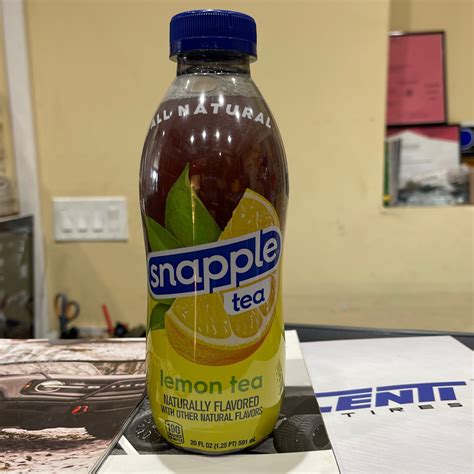 ALL NATURAL
snapple
tea
lemon tea
NATURALLY FLAVORED
WITH OTHER NATURAL FLAVORS
20 FL OZ (1.25 PT) 591 mL
TIRES